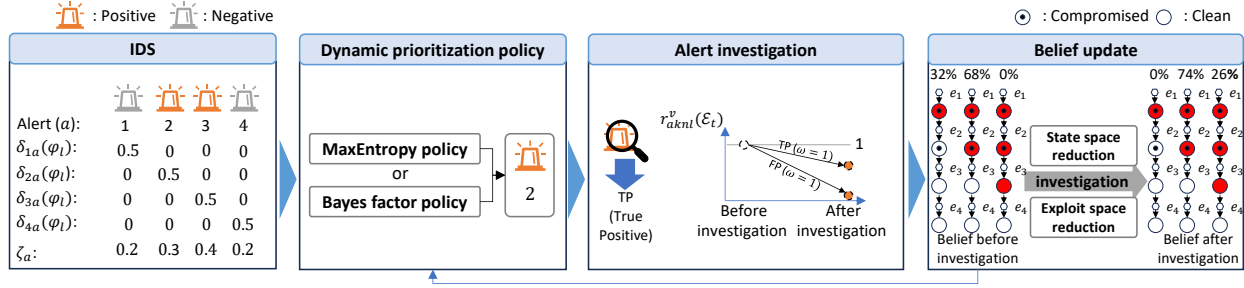 : Positive : Negative
: Compromised : Clean
IDS
Alert (a): 1 2 3 4
δ1a(φl): 0.5 0 0 0
δ2a(φl): 0 0.5 0 0
δ3a(φl): 0 0 0.5 0
δ4a(φl): 0 0 0 0.5
ζa: 0.2 0.3 0.4 0.2
Dynamic prioritization policy
MaxEntropy policy
or
Bayes factor policy
2
Alert investigation
TP
(True
Positive)
r^v_aknl(ℰt)
1
TP (ω = 1)
FP (ω = 1)
Before
investigation
After
investigation
Belief update
32% 68% 0%
e1
e2
e3
e4
Belief before
investigation
State space
reduction
investigation
Exploit space
reduction
0% 74% 26%
e1
e2
e3
e4
Belief after
investigation